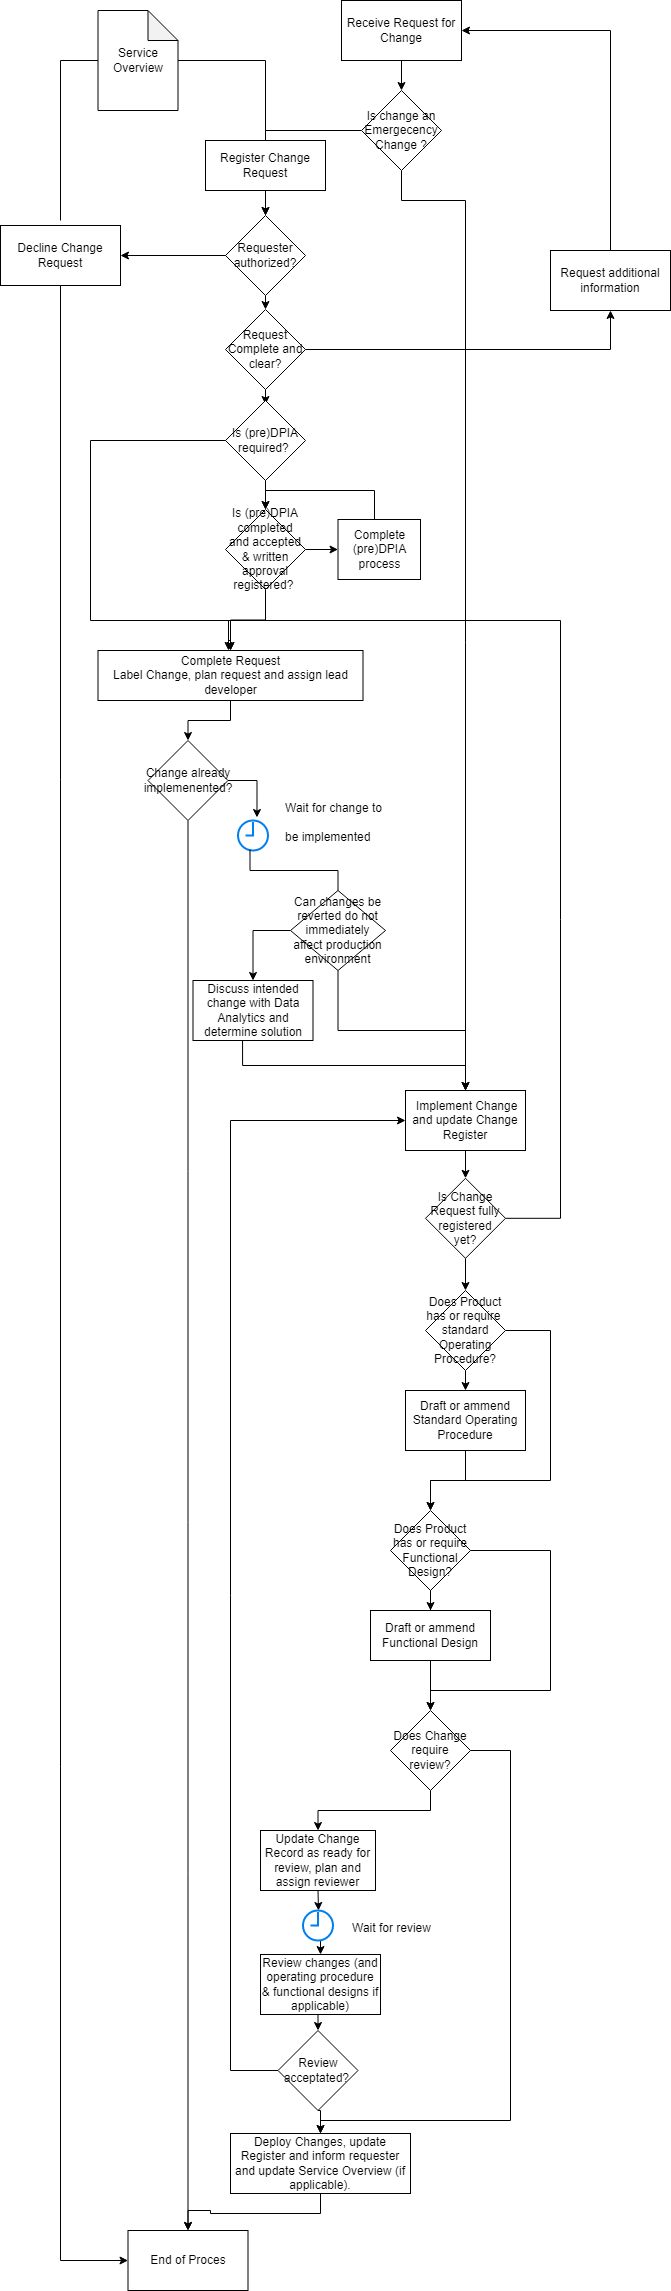 Receive Request for
Change
Service
Overview
Is change an
Emergecency
Change ?
Register Change
Request
Requester
authorized?
Decline Change
Request
Request additional
information
Request
Complete and
clear?
Is (pre)DPIA
required?
Is (pre)DPIA
completed
and accepted
& written
approval
registered?
Complete
(pre)DPIA
process
Complete Request
Label Change, plan request and assign lead
developer
Change already
implemenented?
Wait for change to
be implemented
Can changes be
reverted do not
immediately
affect production
environment
Discuss intended
change with Data
Analytics and
determine solution
Implement Change
and update Change
Register
Is Change
Request fully
registered
yet?
Does Product
has or require
standard
Operating
Procedure?
Draft or ammend
Standard Operating
Procedure
Does Product
has or require
Functional
Design?
Draft or ammend
Functional Design
Does Change
require
review?
Update Change
Record as ready for
review, plan and
assign reviewer
Wait for review
Review changes (and
operating procedure
& functional designs if
applicable)
Review
acceptated?
Deploy Changes, update
Register and inform requester
and update Service Overview (if
applicable).
End of Proces